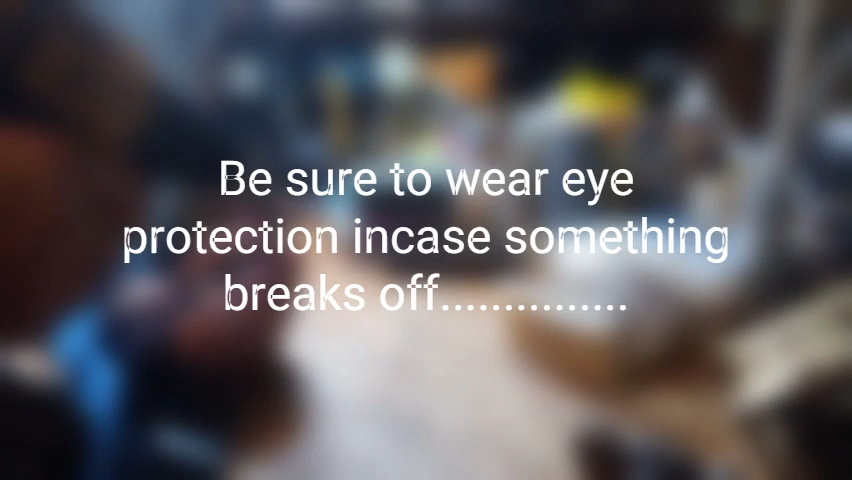 Be sure to wear eye
protection incase something
breaks off...............